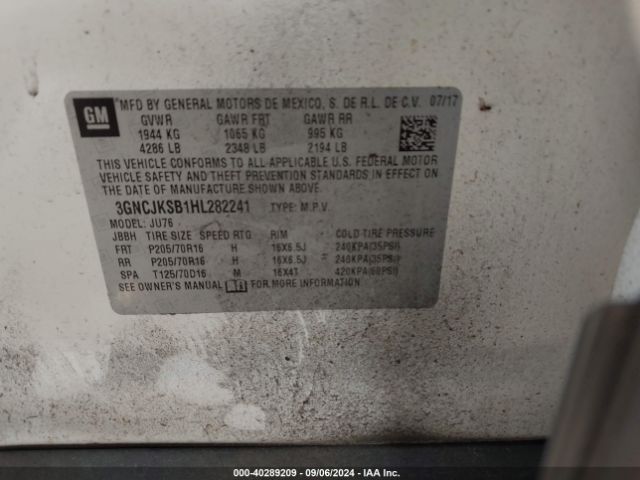 GM
MFD BY GENERAL MOTORS DE MEXICO, S. DE R.L. DE C.V. 07/17
GVWR GAWR FRT GAWR RR
1944 KG 1065 KG 995 KG
4286 LB 2348 LB 2194 LB
THIS VEHICLE CONFORMS TO ALL APPLICABLE U.S. FEDERAL MOTOR
VEHICLE SAFETY AND THEFT PREVENTION STANDARDS IN EFFECT ON
THE DATE OF MANUFACTURE SHOWN ABOVE.
3GNCJKSB1HL282241 TYPE: M.P.V.
MODEL: JU76
JBBH TIRE SIZE SPEED RTG RIM COLD TIRE PRESSURE
FRT P205/70R16 H 16X6.5J 240KPA(35PSI)
RR P205/70R16 H 16X6.5J 240KPA(35PSI)
SPA T125/70D16 M 16X4T 420KPA(60PSI)
SEE OWNER'S MANUAL FOR MORE INFORMATION.
000-40289209 - 09/06/2024 - IAA Inc.